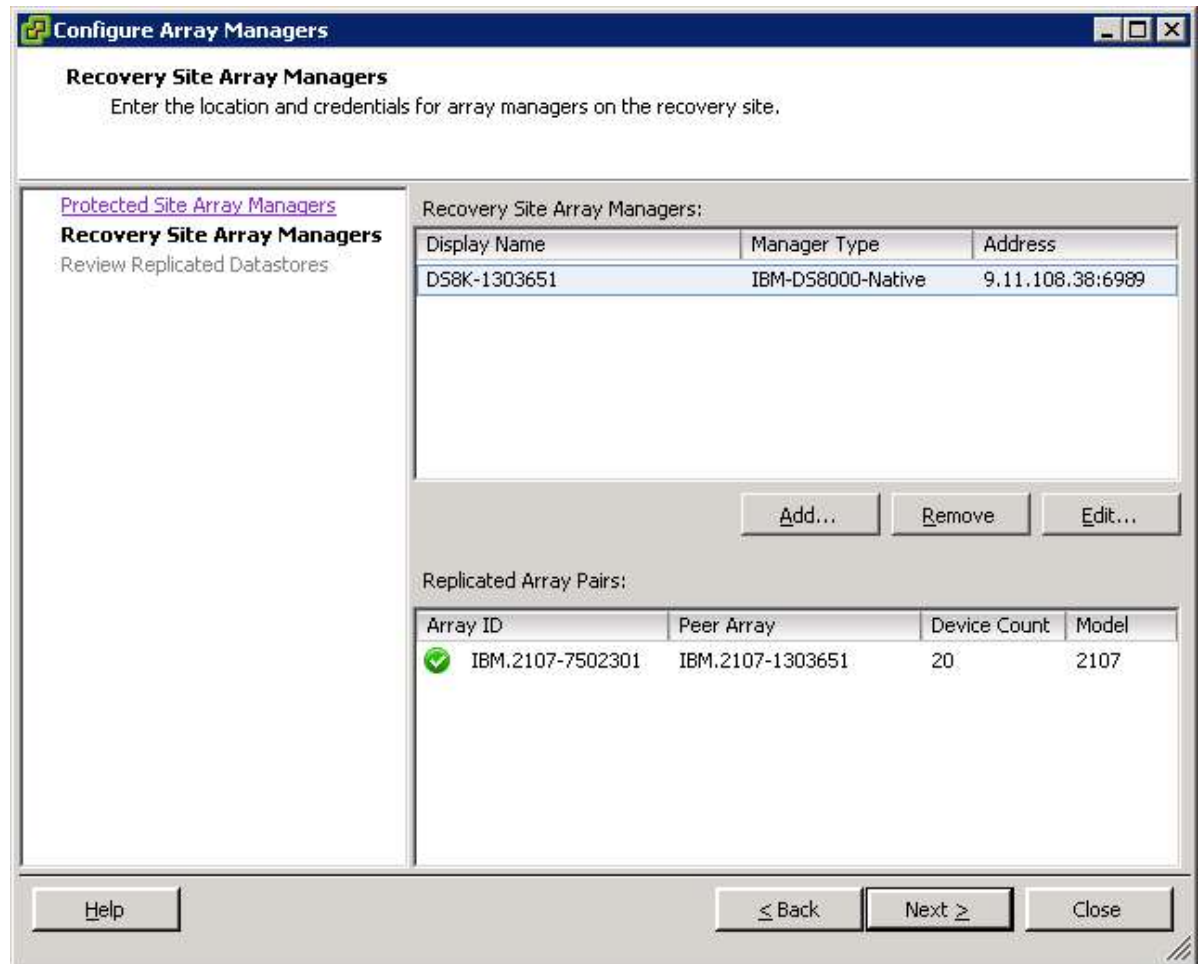 Configure Array Managers
Recovery Site Array Managers
Enter the location and credentials for array managers on the recovery site.
Protected Site Array Managers
Recovery Site Array Managers
Review Replicated Datastores
Recovery Site Array Managers:
Display Name Manager Type Address
DS8K-1303651 IBM-DS8000-Native 9.11.108.38:6989
Add... Remove Edit...
Replicated Array Pairs:
Array ID Peer Array Device Count Model
IBM.2107-7502301 IBM.2107-1303651 20 2107
Help < Back Next > Close